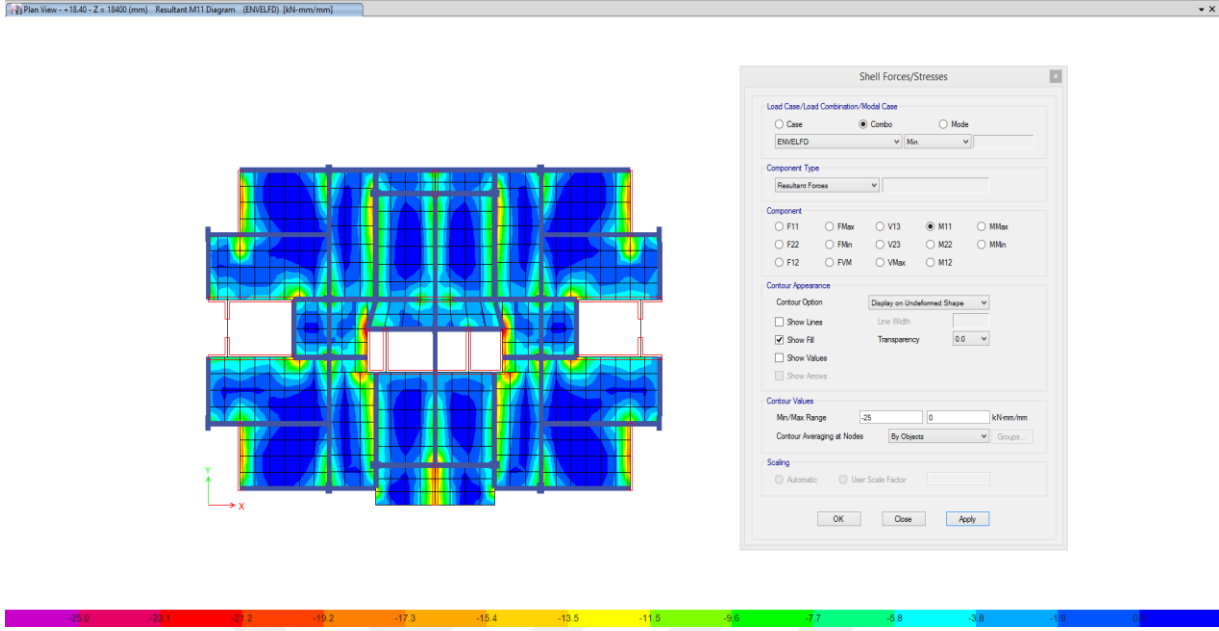 Plan View - +18.40 - Z = 18400 (mm) Resultant M11 Diagram (ENVELFD) [kN-mm/mm]
Shell Forces/Stresses
Load Case/Load Combination/Modal Case
Case Combo Mode
ENVELFD Min
Component Type
Resultant Forces
Component
F11 FMax V13 M11 MMax
F22 FMin V23 M22 MMin
F12 FVM VMax M12
Contour Appearance
Contour Option Display on Undeformed Shape
Show Lines Line Width
Show Fill Transparency 0.0
Show Values
Show Arrows
Contour Values
Min/Max Range -25 0 kN-mm/mm
Contour Averaging at Nodes By Objects Groups...
Scaling
Automatic User Scale Factor
OK Close Apply
Y
X
-25.0 -23.1 -21.2 -19.2 -17.3 -15.4 -13.5 -11.5 -9.6 -7.7 -5.8 -3.8 -1.9